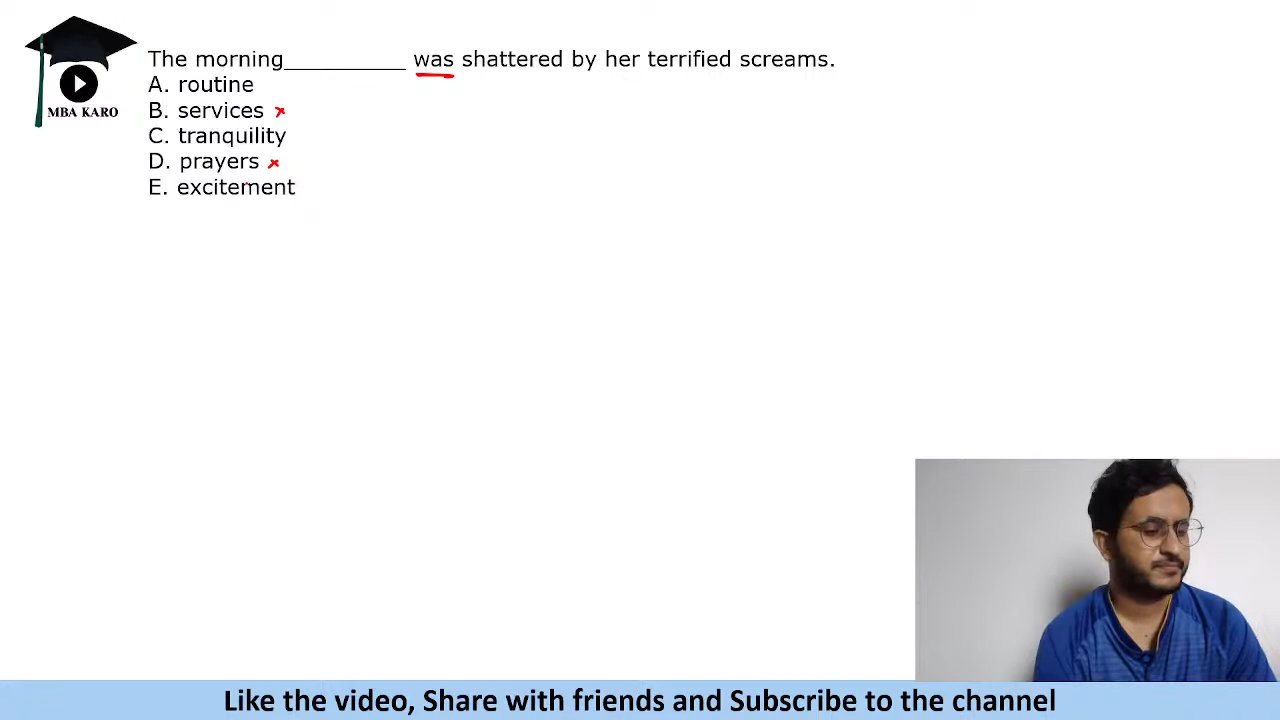 The morning__________ was shattered by her terrified screams.
A. routine
B. services ×
C. tranquility
D. prayers ×
E. excitement
MBA KARO
Like the video, Share with friends and Subscribe to the channel